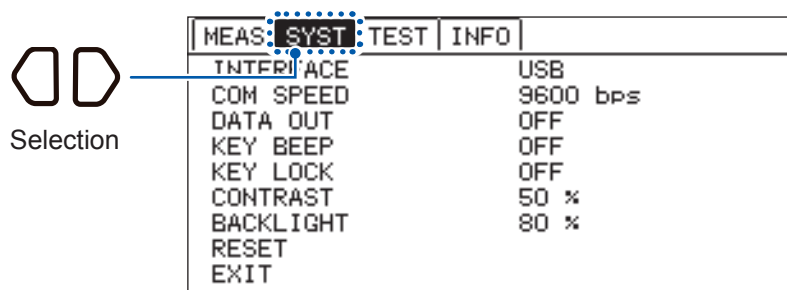 MEAS SYST TEST INFO
INTERFACE USB
COM SPEED 9600 bps
DATA OUT OFF
KEY BEEP OFF
KEY LOCK OFF
CONTRAST 50 %
BACKLIGHT 80 %
RESET
EXIT
Selection